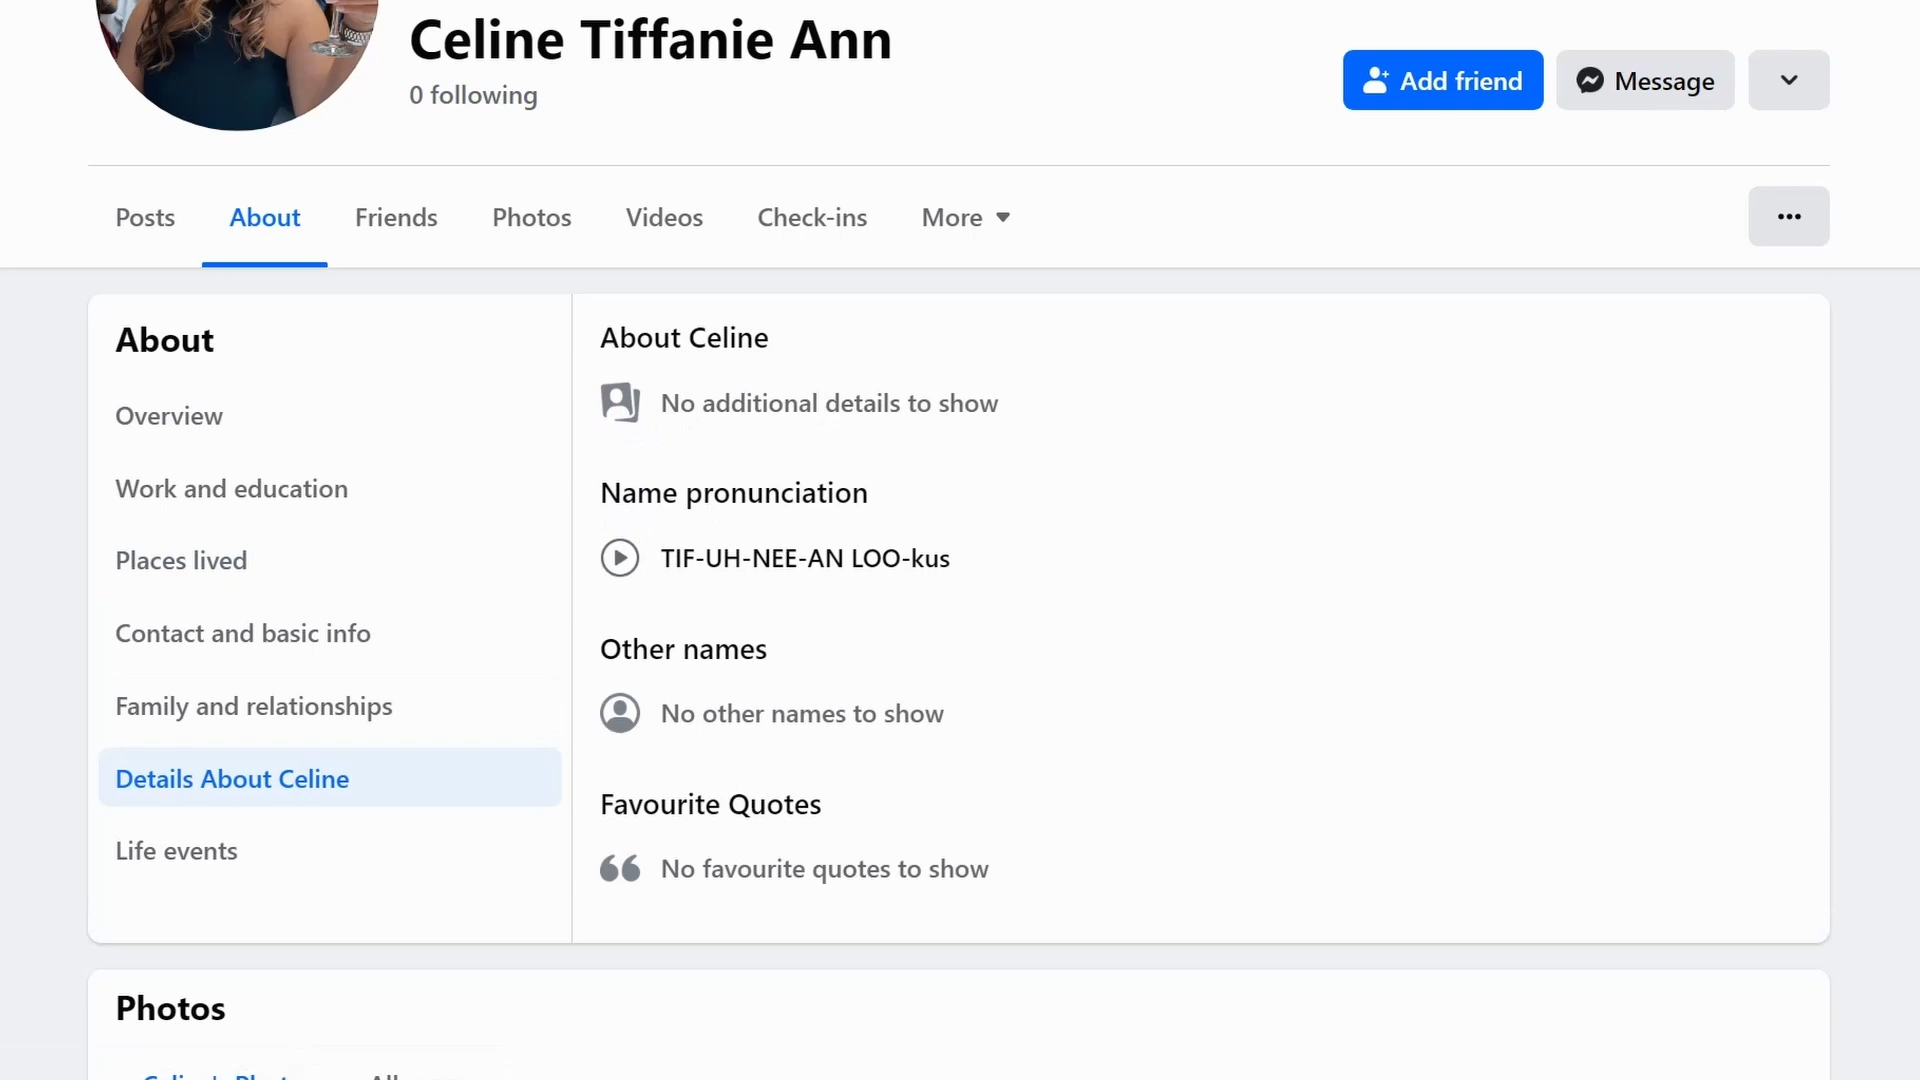 Celine Tiffanie Ann
0 following
Add friend
Message
Posts
About
Friends
Photos
Videos
Check-ins
More
About
Overview
Work and education
Places lived
Contact and basic info
Family and relationships
Details About Celine
Life events
About Celine
No additional details to show
Name pronunciation
TIF-UH-NEE-AN LOO-kus
Other names
No other names to show
Favourite Quotes
No favourite quotes to show
Photos